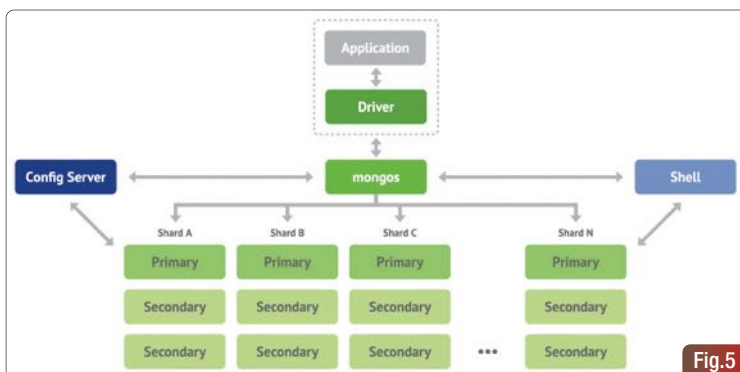 Application
Driver
Config Server
mongos
Shell
Shard A
Shard B
Shard C
Shard N
Primary
Primary
Primary
Primary
Secondary
Secondary
Secondary
Secondary
Secondary
Secondary
Secondary
•••
Secondary
Fig.5